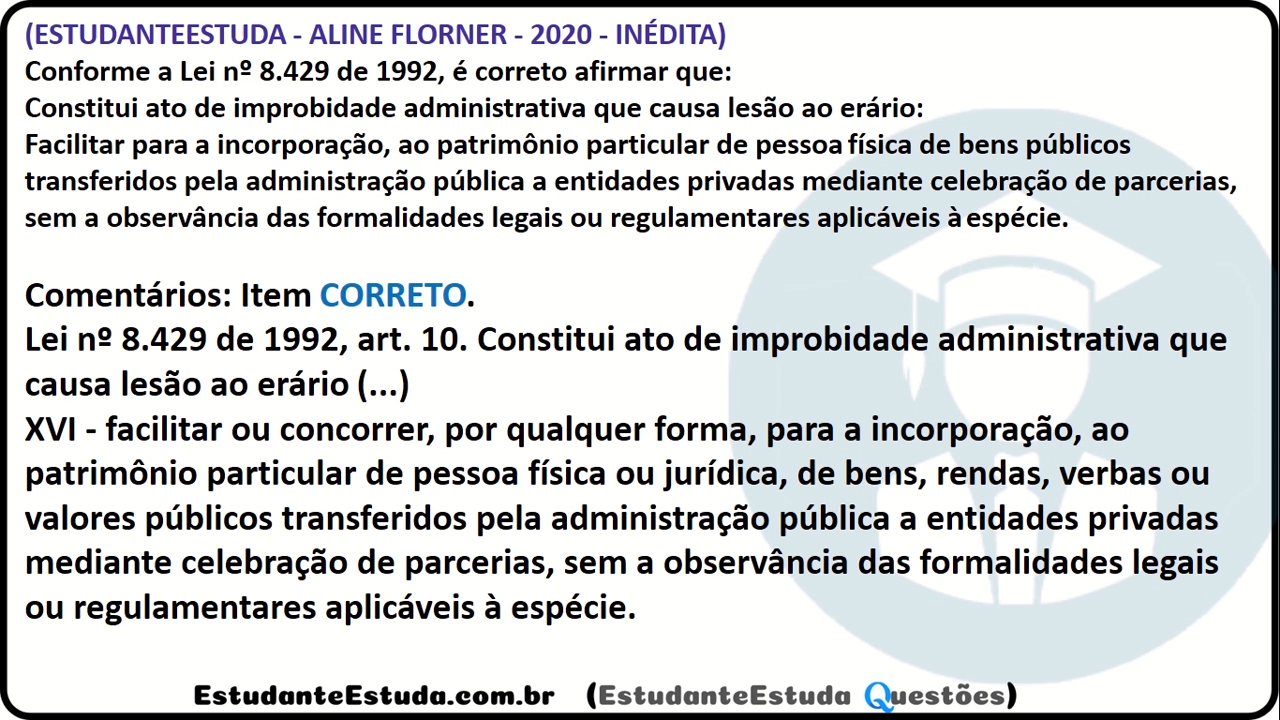 (ESTUDANTEESTUDA - ALINE FLORNER - 2020 - INÉDITA)
Conforme a Lei nº 8.429 de 1992, é correto afirmar que:
Constitui ato de improbidade administrativa que causa lesão ao erário:
Facilitar para a incorporação, ao patrimônio particular de pessoa física de bens públicos
transferidos pela administração pública a entidades privadas mediante celebração de parcerias,
sem a observância das formalidades legais ou regulamentares aplicáveis à espécie.
Comentários: Item CORRETO.
Lei nº 8.429 de 1992, art. 10. Constitui ato de improbidade administrativa que
causa lesão ao erário (...)
XVI - facilitar ou concorrer, por qualquer forma, para a incorporação, ao
patrimônio particular de pessoa física ou jurídica, de bens, rendas, verbas ou
valores públicos transferidos pela administração pública a entidades privadas
mediante celebração de parcerias, sem a observância das formalidades legais
ou regulamentares aplicáveis à espécie.
EstudanteEstuda.com.br (EstudanteEstuda Questões)